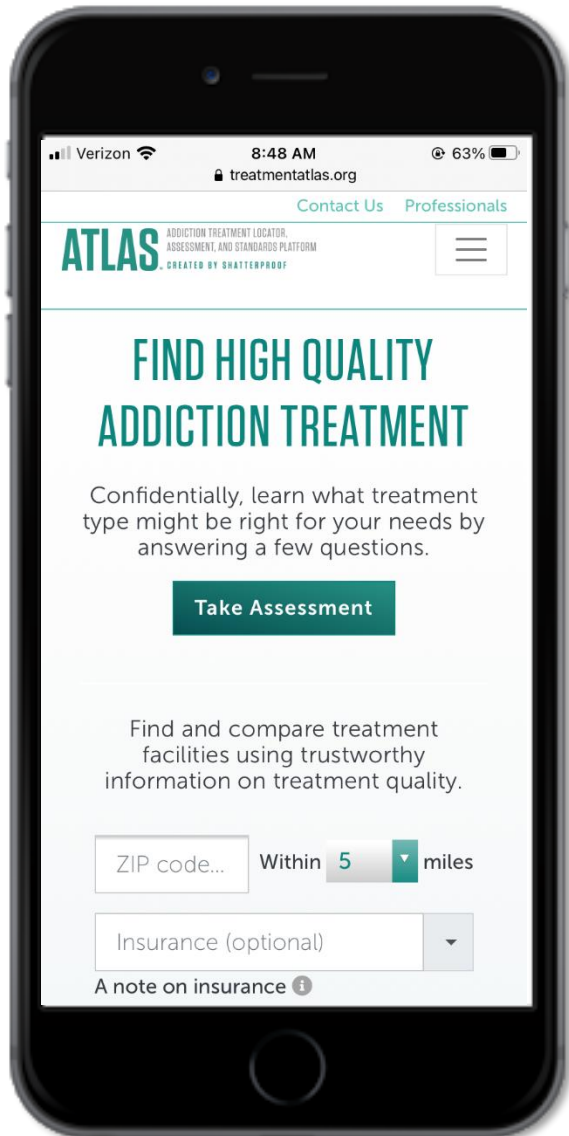 Verizon 8:48 AM 63%
treatmentatlas.org
Contact Us Professionals
ATLAS
ADDICTION TREATMENT LOCATOR,
ASSESSMENT, AND STANDARDS PLATFORM
CREATED BY SHATTERPROOF
FIND HIGH QUALITY
ADDICTION TREATMENT
Confidentially, learn what treatment
type might be right for your needs by
answering a few questions.
Take Assessment
Find and compare treatment
facilities using trustworthy
information on treatment quality.
ZIP code... Within 5 miles
Insurance (optional)
A note on insurance